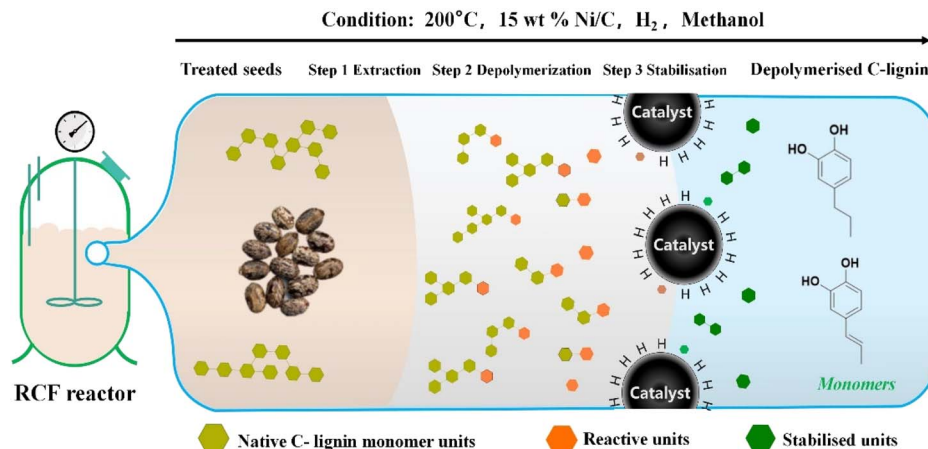 Condition: 200°C, 15 wt % Ni/C, H₂, Methanol
Treated seeds Step 1 Extraction Step 2 Depolymerization Step 3 Stabilisation Depolymerised C-lignin
Catalyst
H H H H H H H H H
OH
HO
Catalyst
H H H H H H H H H H H H H H H H
OH
HO
Catalyst
H H H H H H H H H
Monomers
RCF reactor
Native C- lignin monomer units Reactive units Stabilised units